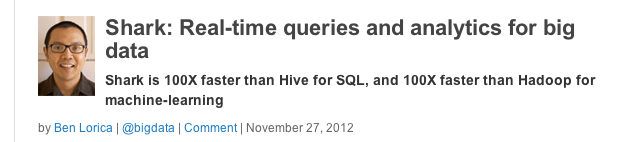 Shark: Real-time queries and analytics for big
data
Shark is 100X faster than Hive for SQL, and 100X faster than Hadoop for
machine-learning
by Ben Lorica | @bigdata | Comment | November 27, 2012